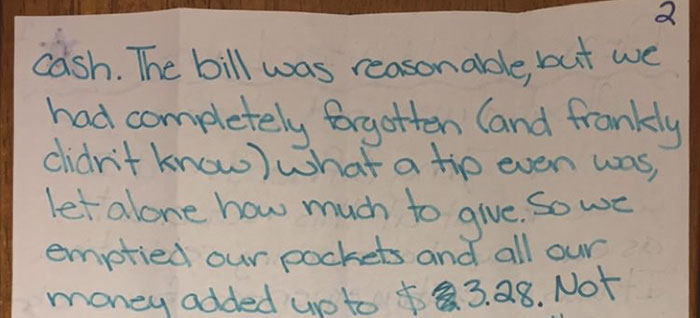 2
cash. The bill was reasonable, but we
had completely forgotten (and frankly
didn't know) what a tip even was,
let alone how much to give. So we
emptied our pockets and all our
money added up to $3.28. Not